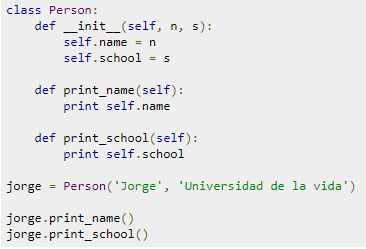 class Person:
    def __init__(self, n, s):
        self.name = n
        self.school = s

    def print_name(self):
        print self.name

    def print_school(self):
        print self.school

jorge = Person('Jorge', 'Universidad de la vida')

jorge.print_name()
jorge.print_school()